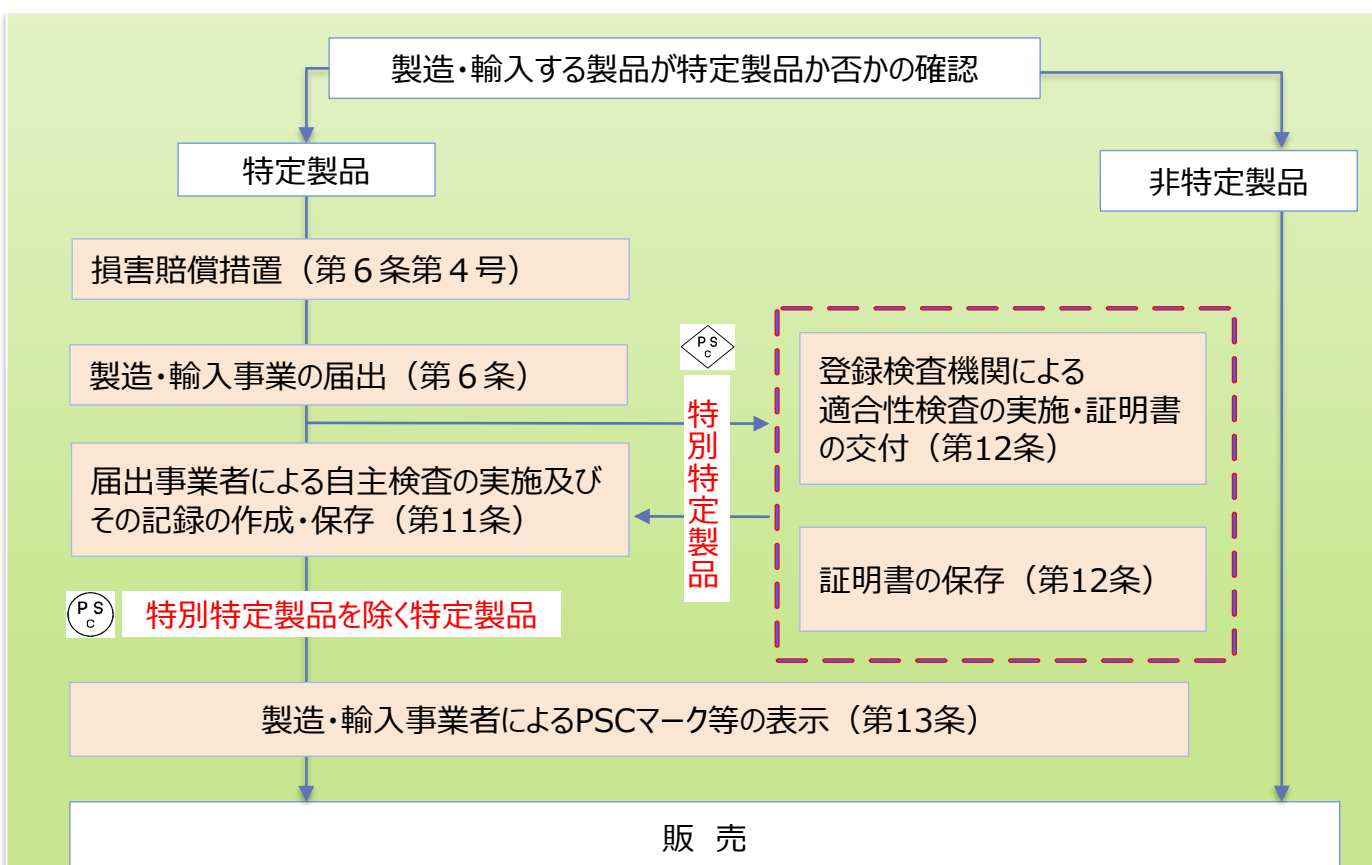 製造・輸入する製品が特定製品か否かの確認
特定製品
非特定製品
損害賠償措置（第６条第４号）
製造・輸入事業の届出（第６条）
PS
C
特別特定製品
登録検査機関による
適合性検査の実施・証明書
の交付（第12条）
届出事業者による自主検査の実施及び
その記録の作成・保存（第11条）
証明書の保存（第12条）
PS
C
特別特定製品を除く特定製品
製造・輸入事業者によるPSCマーク等の表示（第13条）
販 売